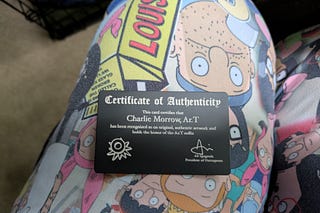 LOUIS
Certificate of Authenticity
This card certifies that
Charlie Morrow, Ar.T
has been recognized as an original, authentic artwork and
holds the honor of the Ar.T suffix
President of Outrageous